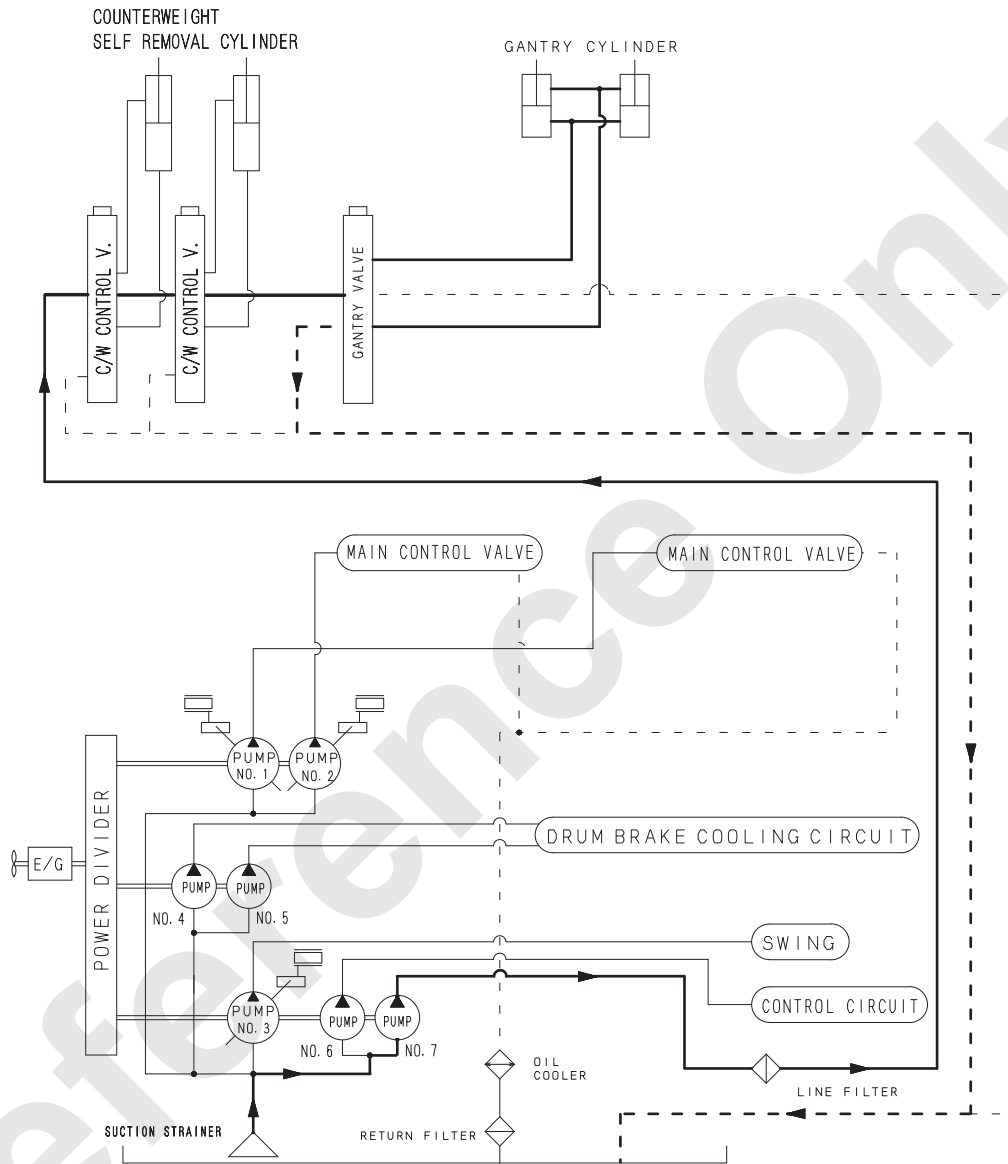 COUNTERWEIGHT
SELF REMOVAL CYLINDER
GANTRY CYLINDER
C/W CONTROL V.
C/W CONTROL V.
GANTRY VALVE
MAIN CONTROL VALVE
MAIN CONTROL VALVE
PUMP
NO. 1
PUMP
NO. 2
POWER DIVIDER
E/G
DRUM BRAKE COOLING CIRCUIT
PUMP
PUMP
NO. 4
NO. 5
SWING
PUMP
NO. 3
PUMP
PUMP
NO. 6
NO. 7
CONTROL CIRCUIT
OIL
COOLER
LINE FILTER
SUCTION STRAINER
RETURN FILTER
eference Only